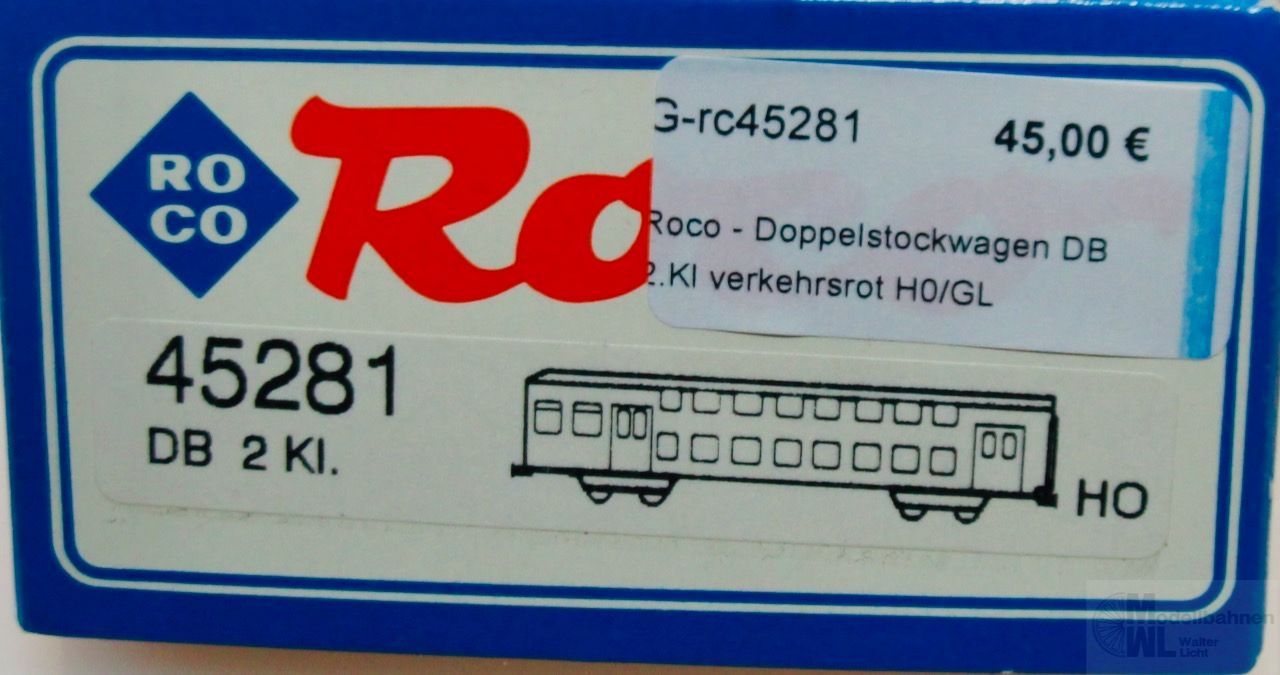 RO
CO
Ro
G-rc45281
45,00 €
Roco - Doppelstockwagen DB
2.Kl verkehrsrot H0/GL
45281
DB 2 Kl.
HO
Modellbahnen
WL Walter
Licht